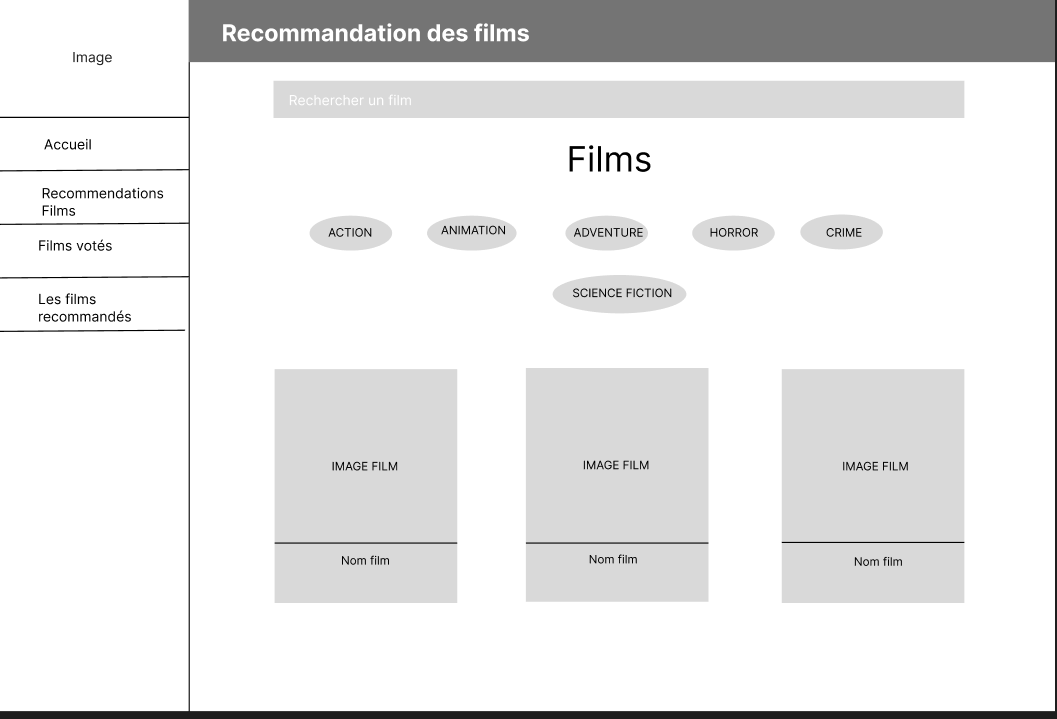 Image
Accueil
Recommendations
Films
Films votés
Les films
recommandés
Recommandation des films
Rechercher un film
Films
ACTION
ANIMATION
ADVENTURE
HORROR
CRIME
SCIENCE FICTION
IMAGE FILM
Nom film
IMAGE FILM
Nom film
IMAGE FILM
Nom film